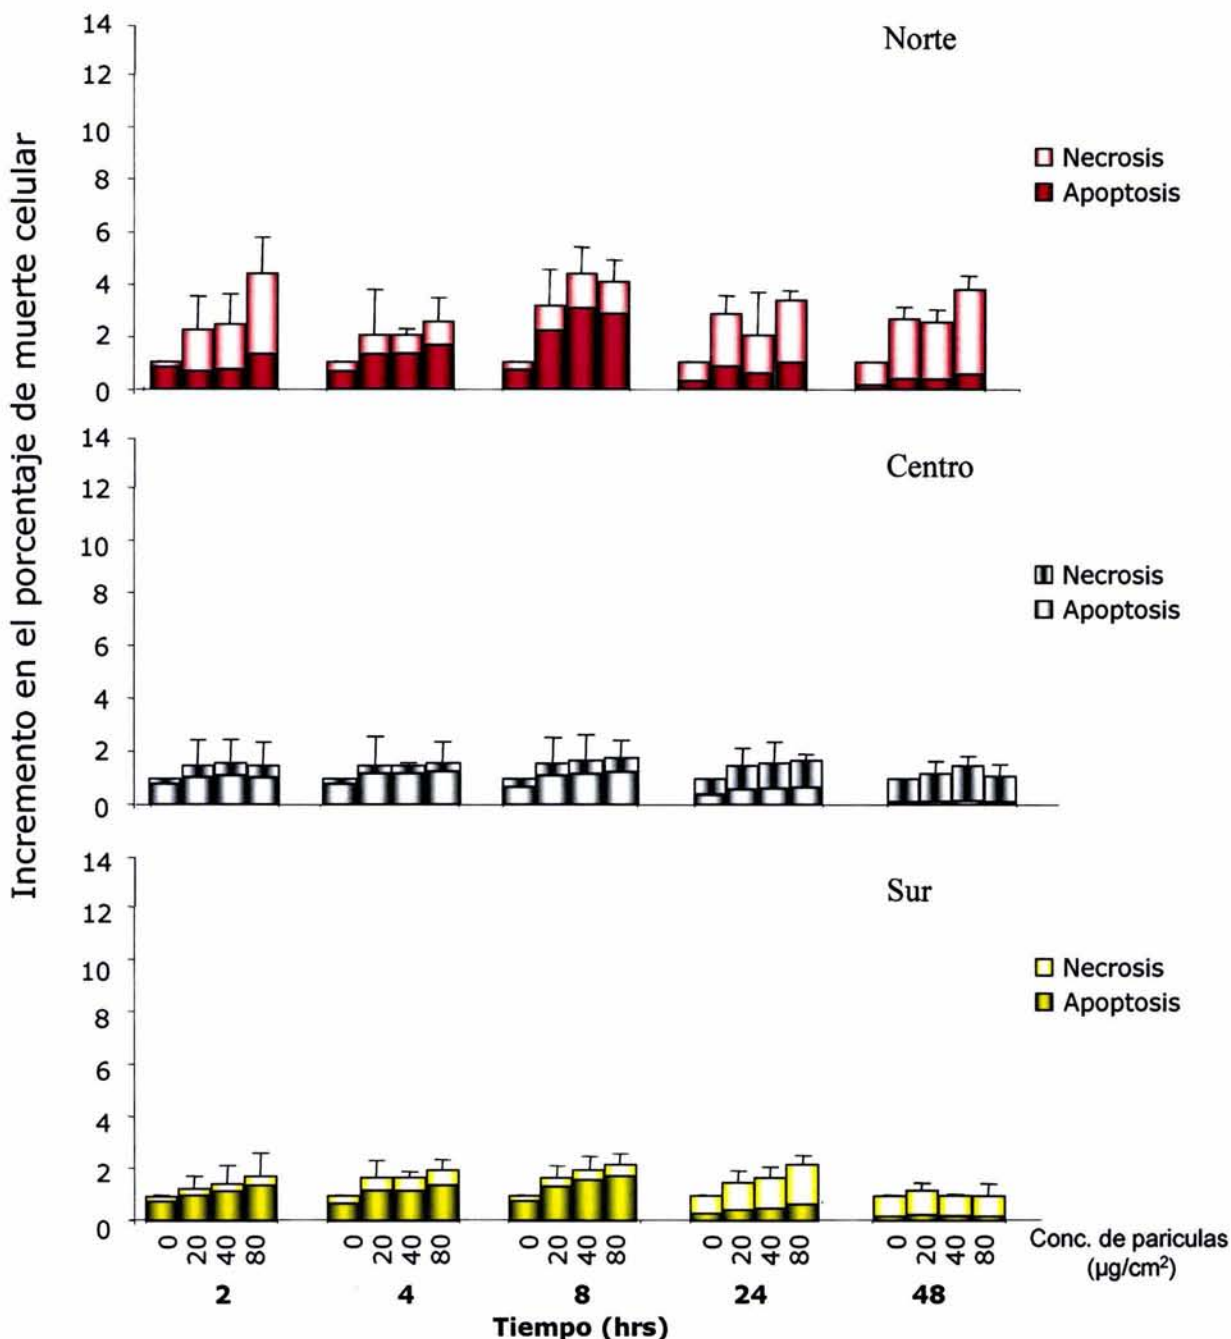 Incremento en el porcentaje de muerte celular
14
12
10
8
6
4
2
0
Norte
Necrosis
Apoptosis
14
12
10
8
6
4
2
0
Centro
Necrosis
Apoptosis
14
12
10
8
6
4
2
0
Sur
Necrosis
Apoptosis
0 20 40 80 0 20 40 80 0 20 40 80 0 20 40 80 0 20 40 80
Conc. de pariculas
(µg/cm²)
2 4 8 24 48
Tiempo (hrs)